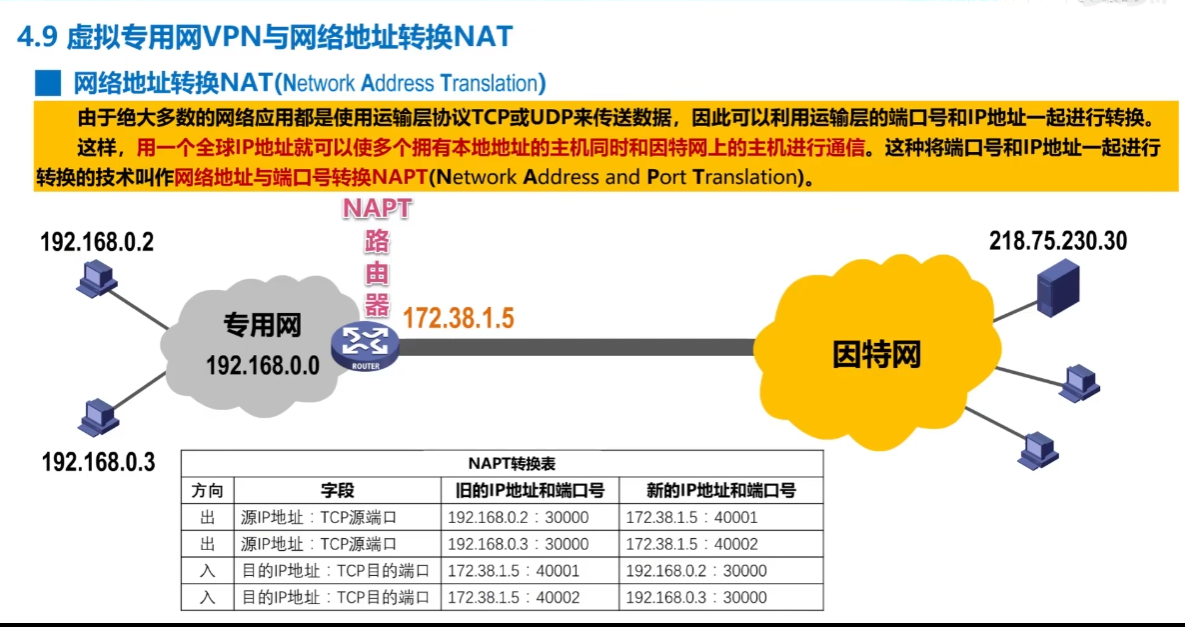 4.9 虚拟专用网VPN与网络地址转换NAT
网络地址转换NAT(Network Address Translation)
由于绝大多数的网络应用都是使用运输层协议TCP或UDP来传送数据，因此可以利用运输层的端口号和IP地址一起进行转换。
这样，用一个全球IP地址就可以使多个拥有本地地址的主机同时和因特网上的主机进行通信。这种将端口号和IP地址一起进行
转换的技术叫作网络地址与端口号转换NAPT(Network Address and Port Translation)。
NAPT
路
由
器
192.168.0.2
218.75.230.30
172.38.1.5
专用网
192.168.0.0
ROUTER
因特网
192.168.0.3
NAPT转换表
方向 字段 旧的IP地址和端口号 新的IP地址和端口号
出 源IP地址：TCP源端口 192.168.0.2：30000 172.38.1.5：40001
出 源IP地址：TCP源端口 192.168.0.3：30000 172.38.1.5：40002
入 目的IP地址：TCP目的端口 172.38.1.5：40001 192.168.0.2：30000
入 目的IP地址：TCP目的端口 172.38.1.5：40002 192.168.0.3：30000